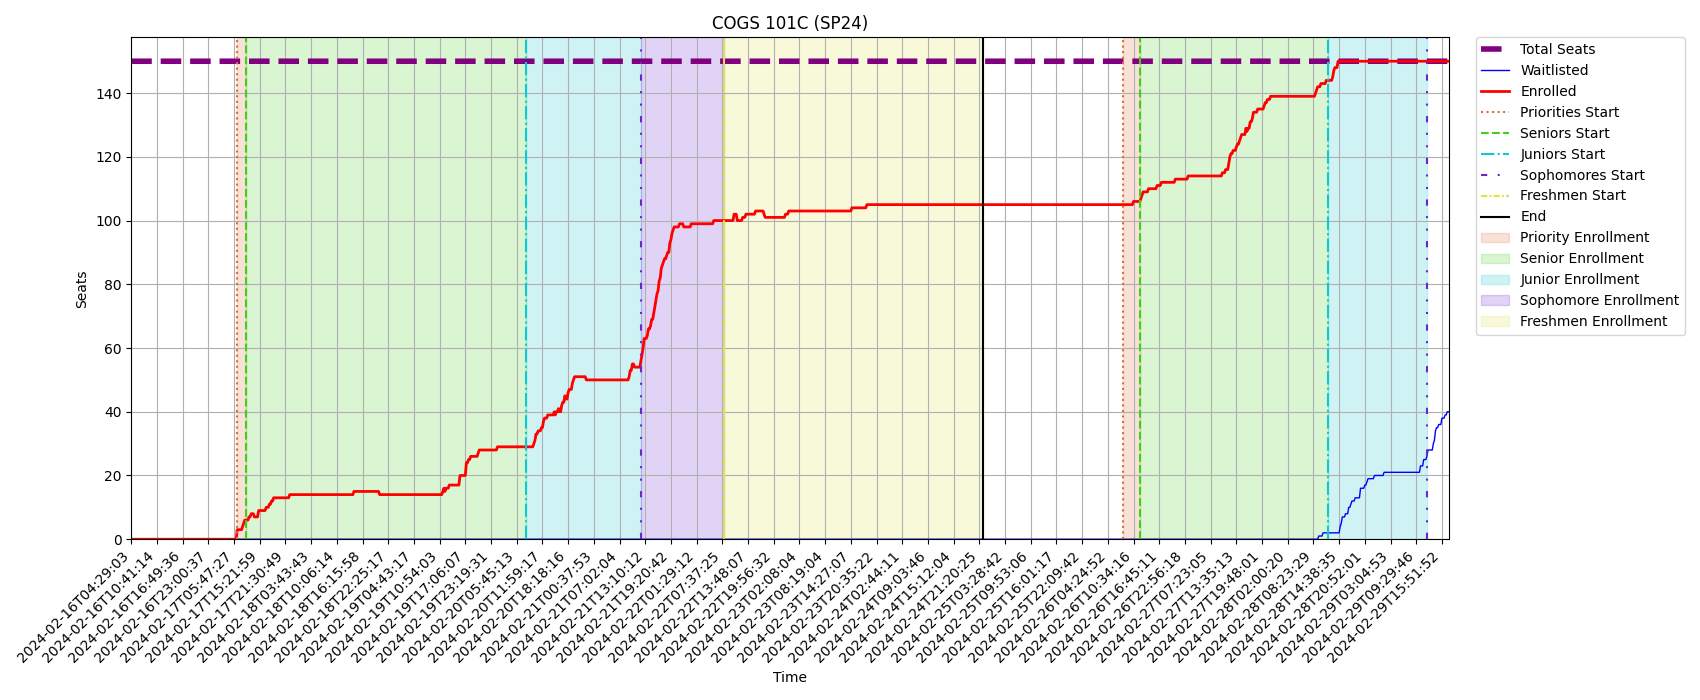 COGS 101C (SP24)
Seats
140
120
100
80
60
40
20
0
2024-02-16T04:29:03
2024-02-16T10:41:14
2024-02-16T16:49:36
2024-02-16T23:00:37
2024-02-17T05:47:27
2024-02-17T15:21:59
2024-02-17T21:30:49
2024-02-18T03:43:43
2024-02-18T10:06:14
2024-02-18T16:15:58
2024-02-18T22:25:17
2024-02-19T04:43:17
2024-02-19T10:54:03
2024-02-19T17:06:07
2024-02-19T23:19:31
2024-02-20T05:45:13
2024-02-20T11:59:17
2024-02-20T18:18:16
2024-02-21T00:37:53
2024-02-21T07:02:04
2024-02-21T13:10:12
2024-02-21T19:20:42
2024-02-22T01:29:12
2024-02-22T07:37:25
2024-02-22T13:48:07
2024-02-22T19:56:32
2024-02-23T02:08:04
2024-02-23T08:19:04
2024-02-23T14:27:07
2024-02-23T20:35:22
2024-02-24T02:44:11
2024-02-24T09:03:46
2024-02-24T15:12:04
2024-02-24T21:20:25
2024-02-25T03:28:42
2024-02-25T09:53:06
2024-02-25T16:01:17
2024-02-25T22:09:42
2024-02-26T04:24:52
2024-02-26T10:34:16
2024-02-26T16:45:11
2024-02-26T22:56:18
2024-02-27T07:23:05
2024-02-27T13:35:13
2024-02-27T19:48:01
2024-02-28T02:00:20
2024-02-28T08:23:29
2024-02-28T14:38:35
2024-02-28T20:52:01
2024-02-29T03:04:53
2024-02-29T09:29:46
2024-02-29T15:51:52
Time
Total Seats
Waitlisted
Enrolled
Priorities Start
Seniors Start
Juniors Start
Sophomores Start
Freshmen Start
End
Priority Enrollment
Senior Enrollment
Junior Enrollment
Sophomore Enrollment
Freshmen Enrollment